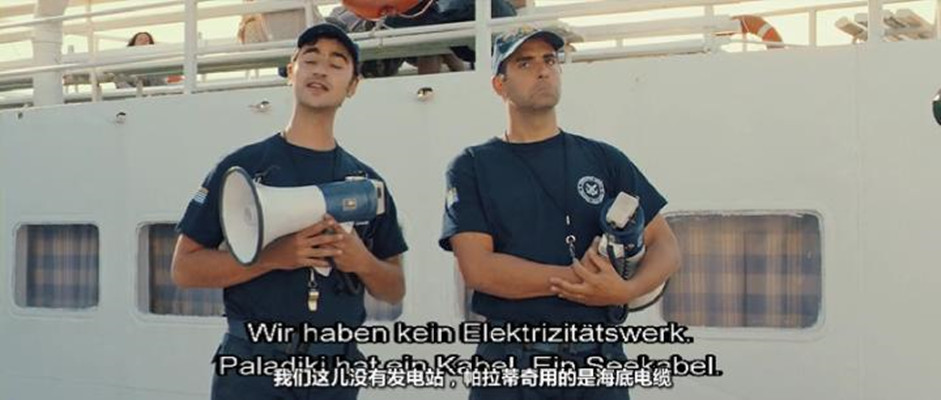 Wir haben kein Elektrizitätswerk.
Paladiki hat ein Kabel. Ein Seekabel.
我们这儿没有发电站，帕拉蒂奇用的是海底电缆